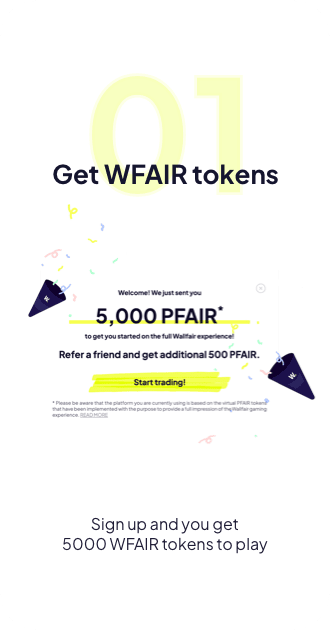 01
Get WFAIR tokens
Welcome! We just sent you
5,000 PFAIR*
to get you started on the full Wallfair experience!
Refer a friend and get additional 500 PFAIR.
Start trading!
* Please be aware that the platform you are currently using is based on the virtual PFAIR tokens
that have been implemented with the purpose to provide a full impression of the Wallfair gaming
experience. READ MORE
W.
W.
Sign up and you get
5000 WFAIR tokens to play